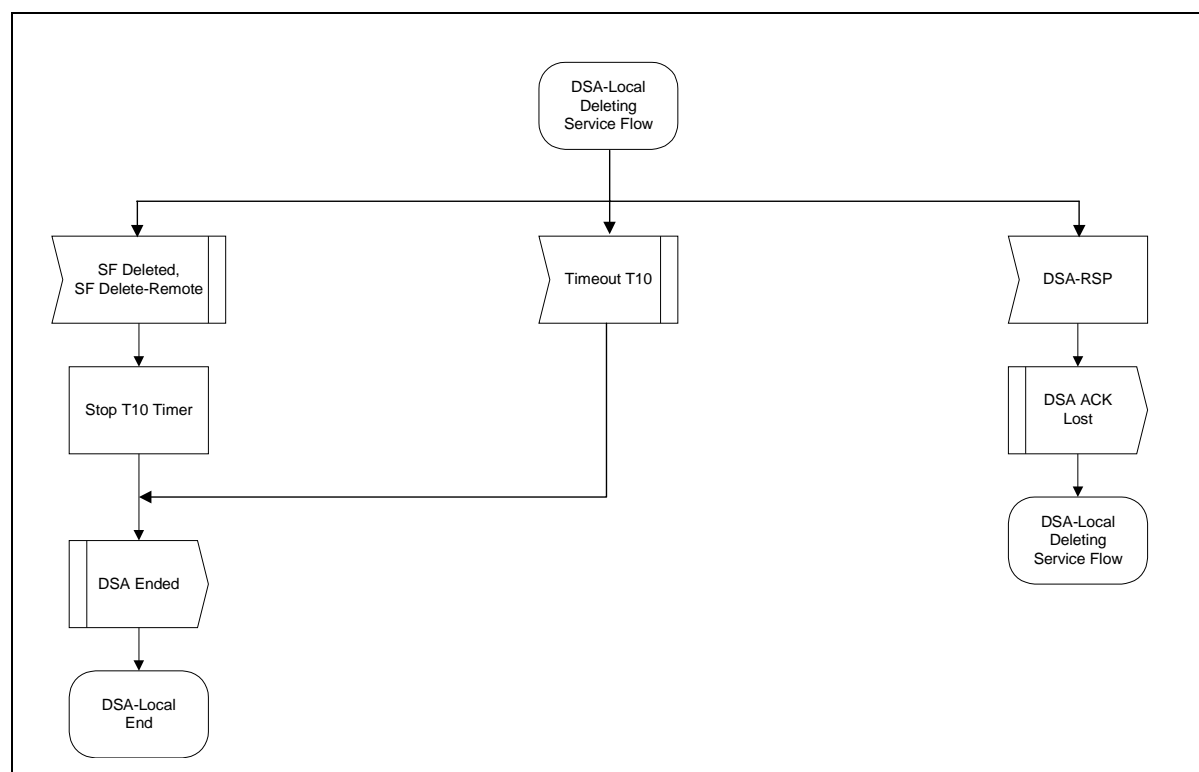 DSA-Local
Deleting
Service Flow
SF Deleted,
SF Delete-Remote
Timeout T10
DSA-RSP
Stop T10 Timer
DSA ACK
Lost
DSA-Local
Deleting
Service Flow
DSA Ended
DSA-Local
End